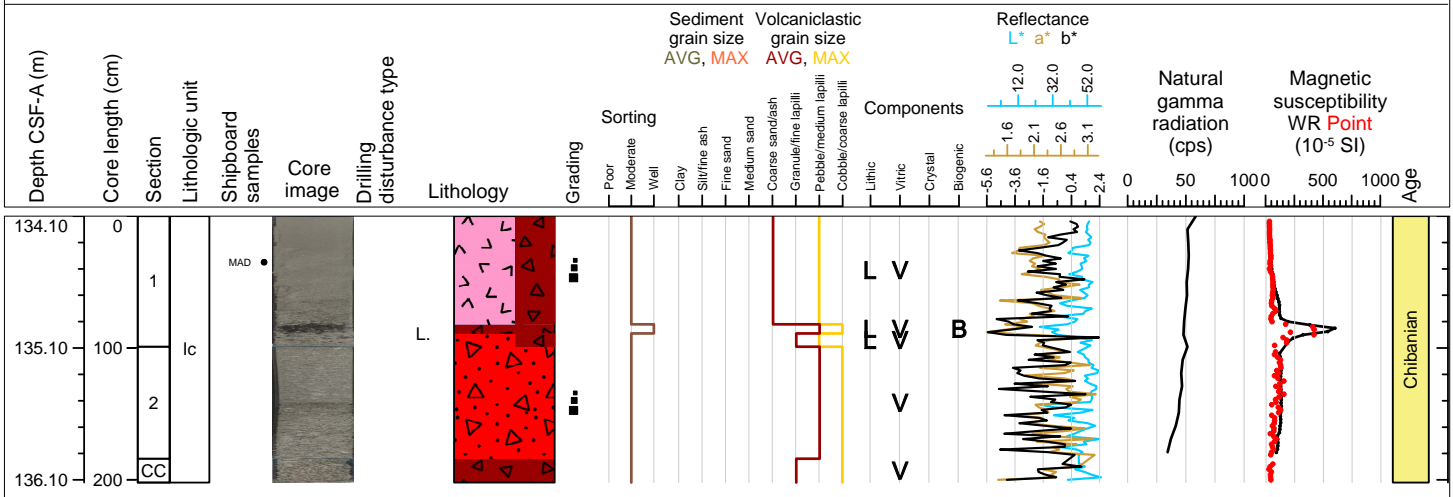 Depth CSF-A (m)
Core length (cm)
Section
Lithologic unit
Shipboard
samples
Core
image
Drilling
disturbance type
Lithology
Grading
Sorting
Poor
Moderate
Well
Sediment
grain size
AVG, MAX
Volcaniclastic
grain size
AVG, MAX
Clay
Silt/fine ash
Fine sand
Medium sand
Coarse sand/ash
Granule/fine lapilli
Pebble/medium lapilli
Cobble/coarse lapilli
Components
Lithic
Vitric
Crystal
Biogenic
Reflectance
L* a* b*
12.0 32.0 52.0
1.6 2.1 2.6 3.1
−5.6 −3.6 −1.6 0.4 2.4
Natural
gamma
radiation
(cps)
0 50 100
Magnetic
susceptibility
WR Point
(10-5 SI)
0 500 1000
Age
134.10 0
MAD
1
L V
L.
L V B
L V
135.10 100
Ic
2
V
CC
V
136.10 200
Chibanian